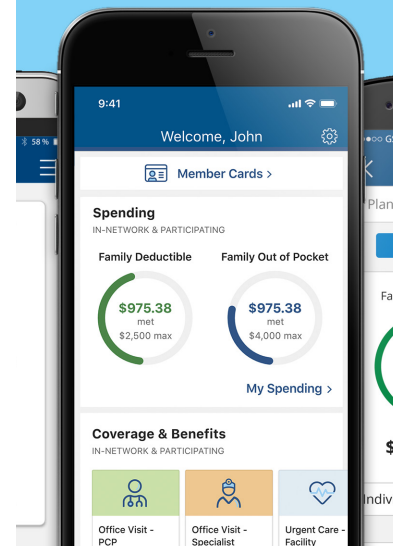 9:41
Welcome, John
Member Cards >
Spending
IN-NETWORK & PARTICIPATING
Family Deductible
$975.38
met
$2,500 max
Family Out of Pocket
$975.38
met
$4,000 max
My Spending >
Coverage & Benefits
IN-NETWORK & PARTICIPATING
Office Visit -
PCP
Office Visit -
Specialist
Urgent Care -
Facility
58%
GS
Plan
Fa
$
Indiv